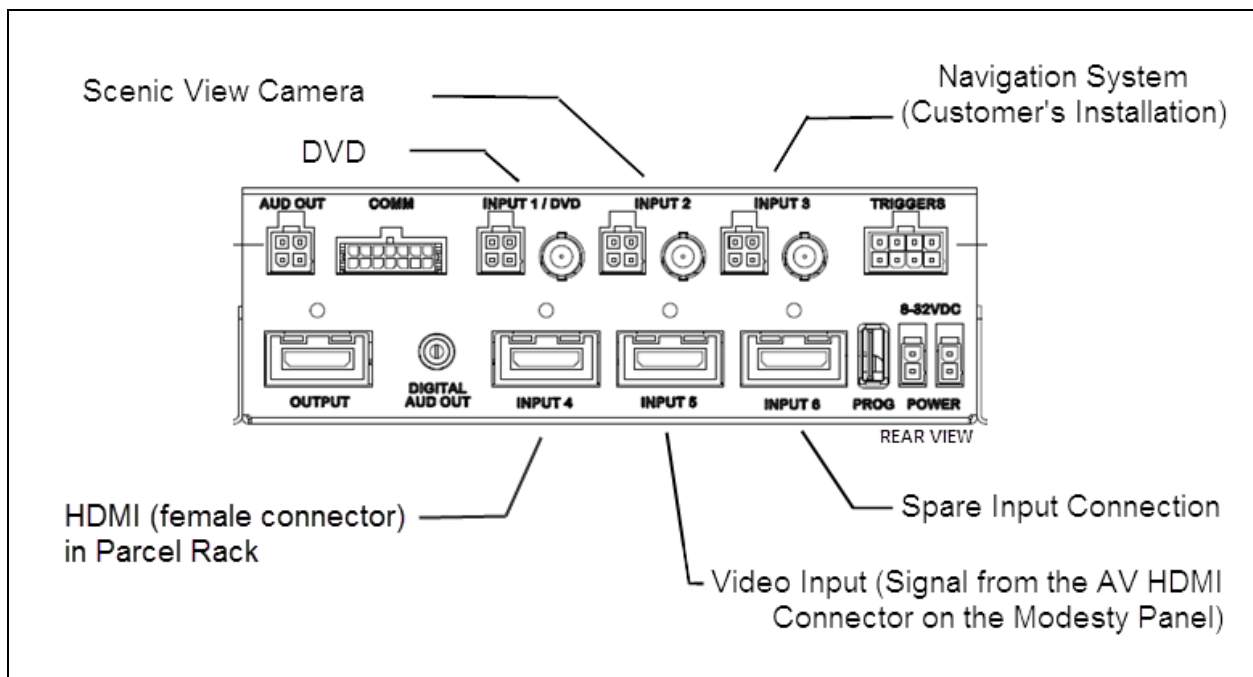 Scenic View Camera
Navigation System
(Customer's Installation)
DVD
AUD OUT
COMM
INPUT 1 / DVD
INPUT 2
INPUT 3
TRIGGERS
8-32VDC
OUTPUT
DIGITAL
AUD OUT
INPUT 4
INPUT 5
INPUT 6
PROG
POWER
REAR VIEW
HDMI (female connector)
in Parcel Rack
Spare Input Connection
Video Input (Signal from the AV HDMI
Connector on the Modesty Panel)